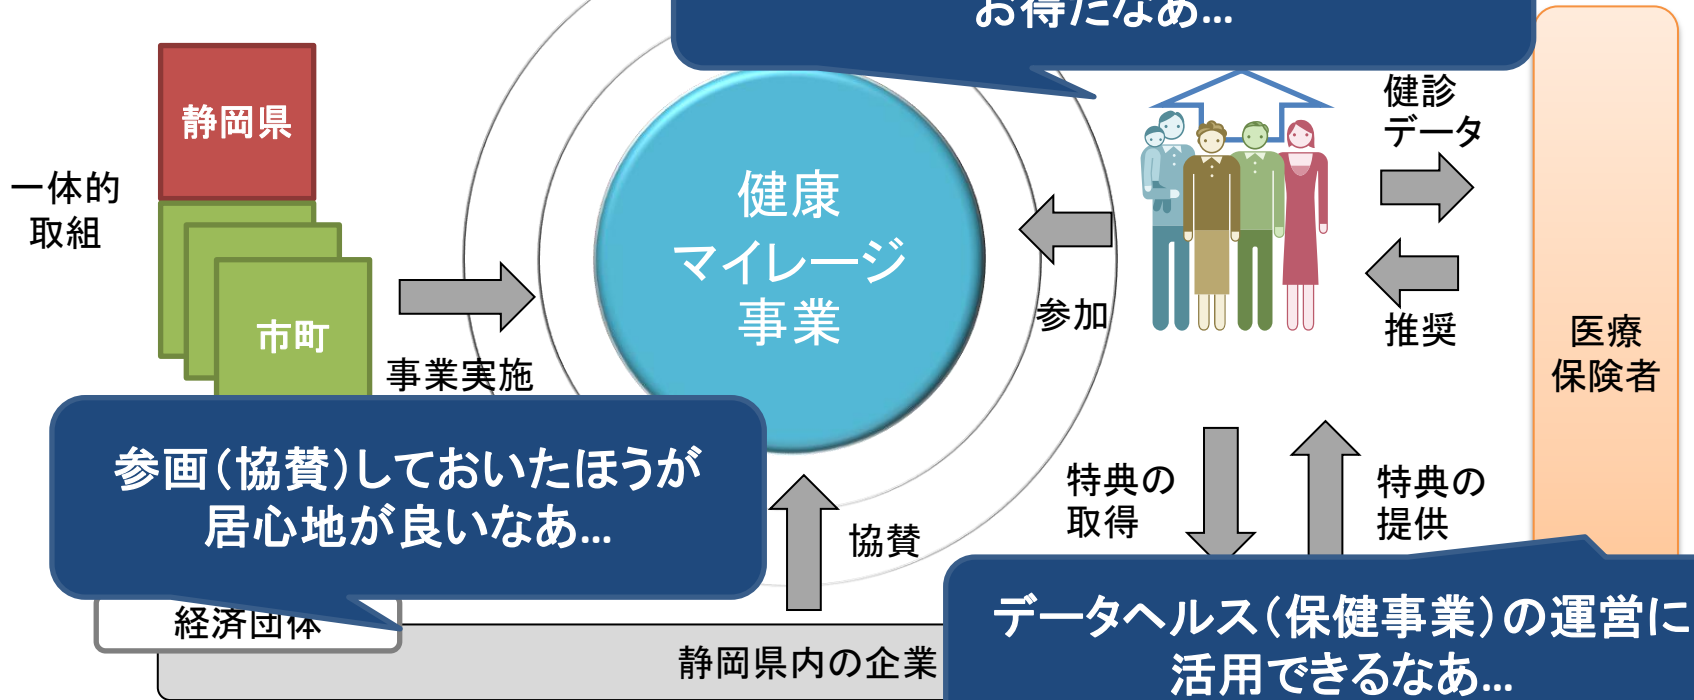 お得だなあ…
静岡県
一体的
取組
市町
事業実施
健康
マイレージ
事業
参加
健診
データ
推奨
医療
保険者
参画（協賛）しておいたほうが
居心地が良いなあ…
協賛
特典の
取得
特典の
提供
経済団体
静岡県内の企業
データヘルス（保健事業）の運営に
活用できるなあ…